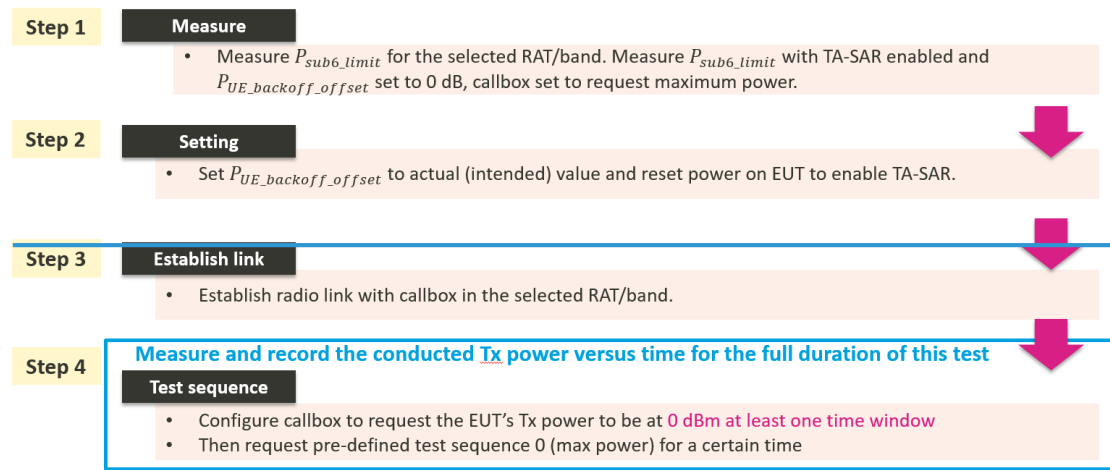 Step 1
Measure
• Measure P_sub6_limit for the selected RAT/band. Measure P_sub6_limit with TA-SAR enabled and
P_UE_backoff_offset set to 0 dB, callbox set to request maximum power.
Step 2
Setting
• Set P_UE_backoff_offset to actual (intended) value and reset power on EUT to enable TA-SAR.
Step 3
Establish link
• Establish radio link with callbox in the selected RAT/band.
Step 4
Measure and record the conducted Tx power versus time for the full duration of this test
Test sequence
• Configure callbox to request the EUT's Tx power to be at 0 dBm at least one time window
• Then request pre-defined test sequence 0 (max power) for a certain time